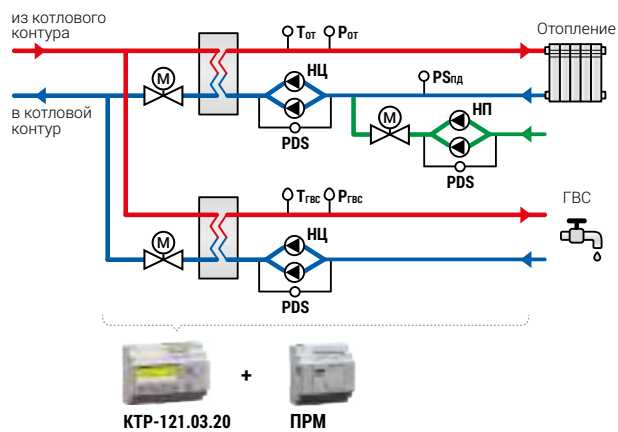 из котлового
контура
Tот
Pот
Отопление
M
НЦ
PSпд
в котловой
контур
PDS
M
НП
PDS
Tгвс
Pгвс
ГВС
M
НЦ
PDS
КТР-121.03.20
+
ПРМ